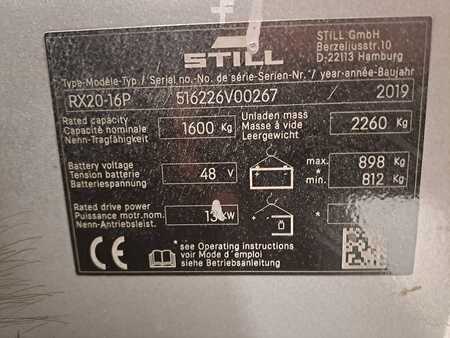 STILL
STILL GmbH
Berzeliusstr.10
D-22113 Hamburg
Type-Modèle-Typ / Serial no.-No. de série-Serien-Nr. / year-année-Baujahr
RX20-16P / 516226V00267 / 2019
Rated capacity
Capacité nominale
Nenn-Tragfähigkeit
1600 Kg
Unladen mass
Masse à vide
Leergewicht
2260 Kg
Battery voltage
Tension batterie
Batteriespannung
48 V
max. 898 Kg
*
min. 812 Kg
Rated drive power
Puissance motr.nom.
Nenn-Antriebsleist.
13 kW
*
*see Operating instructions
voir Mode d'emploi
siehe Betriebsanleitung
CE